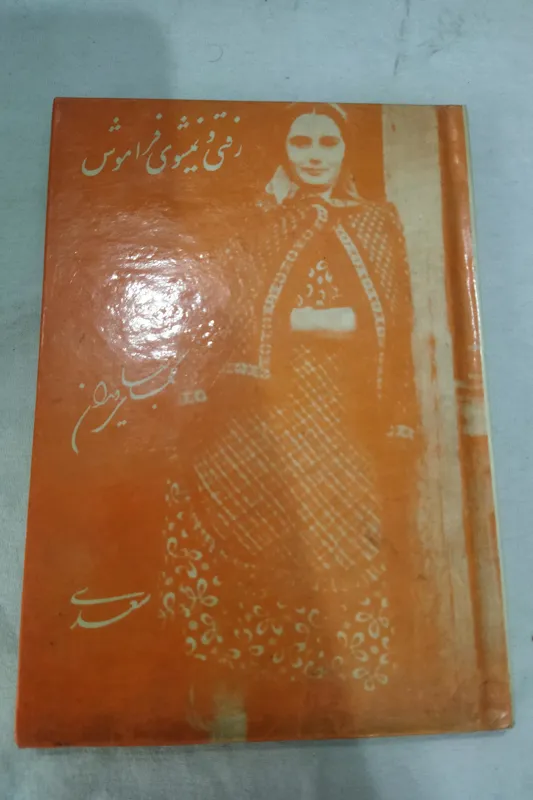 رفتی و نمیشوی فراموش
سعدی